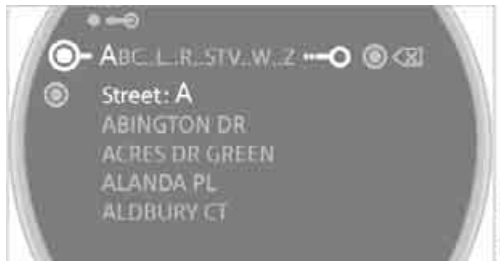 ABC..L..R..STV..W..Z
Street: A
ABINGTON DR
ACRES DR GREEN
ALANDA PL
ALDBURY CT